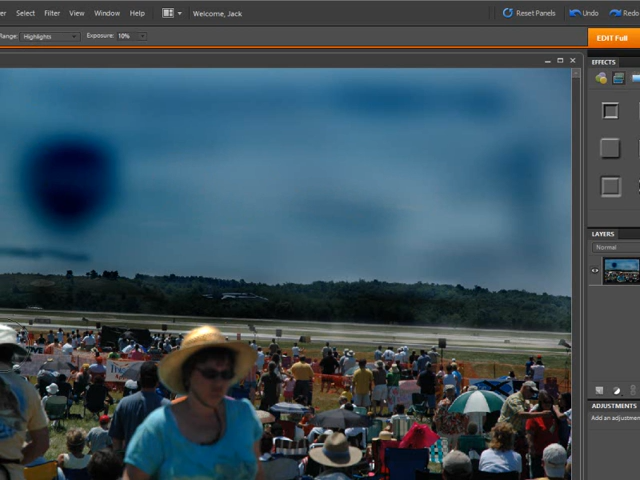 er Select Filter View Window Help Welcome, Jack Reset Panels Undo Redo
Range: Highlights Exposure: 10% EDIT Full
EFFECTS
LAYERS
Normal
ADJUSTMENTS
Add an adjustmen